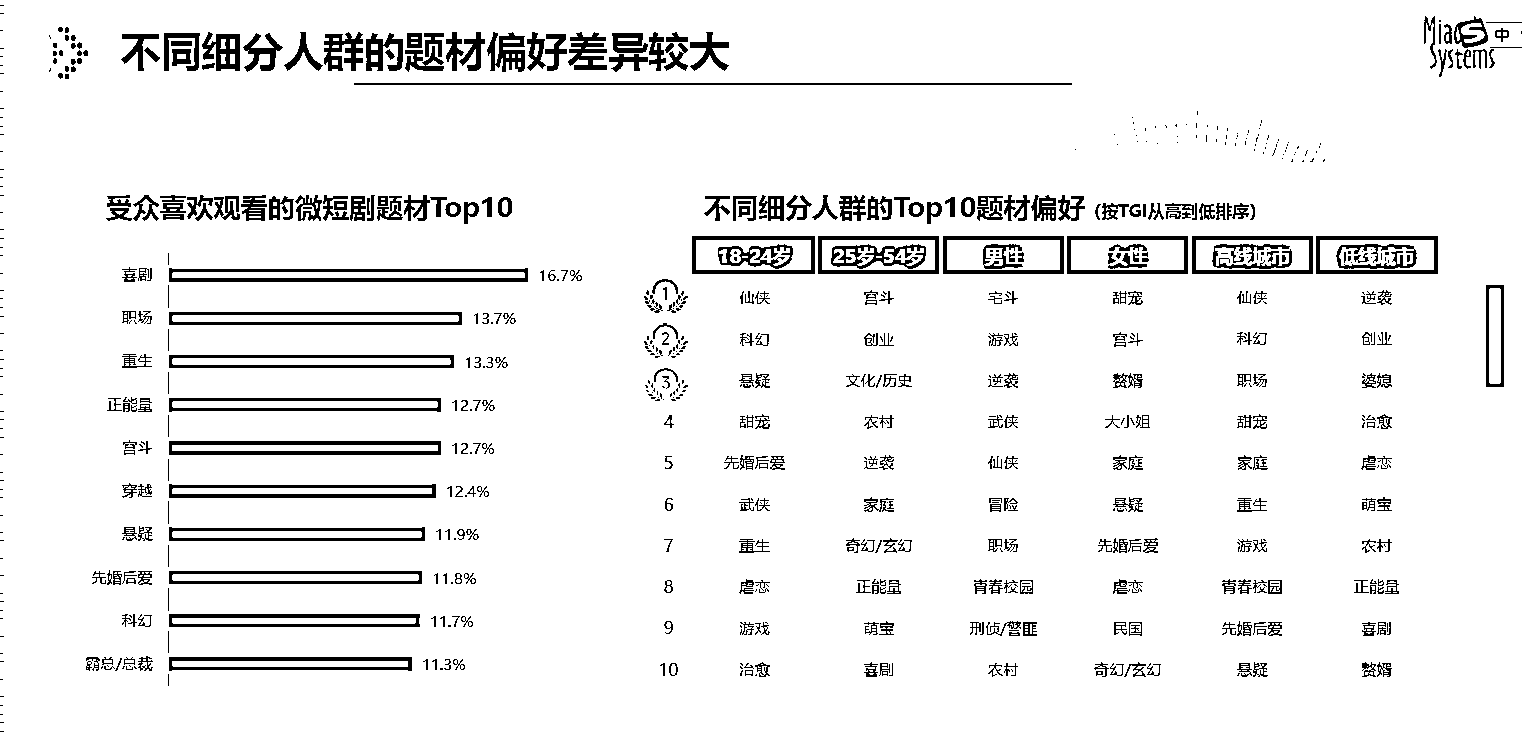 不同细分人群的题材偏好差异较大
Miao S 中
Systems
受众喜欢观看的微短剧题材Top10
喜剧 16.7%
职场 13.7%
重生 13.3%
正能量 12.7%
宫斗 12.7%
穿越 12.4%
悬疑 11.9%
先婚后爱 11.8%
科幻 11.7%
霸总/总裁 11.3%
不同细分人群的Top10题材偏好（按TGI从高到低排序）
18-24岁 25岁-54岁 男性 女性 高线城市 低线城市
1 仙侠 宫斗 宅斗 甜宠 仙侠 逆袭
2 科幻 创业 游戏 宫斗 科幻 创业
3 悬疑 文化/历史 逆袭 赘婿 职场 婆媳
4 甜宠 农村 武侠 大小姐 甜宠 治愈
5 先婚后爱 逆袭 仙侠 家庭 家庭 虐恋
6 武侠 家庭 冒险 悬疑 重生 萌宝
7 重生 奇幻/玄幻 职场 先婚后爱 游戏 农村
8 虐恋 正能量 青春校园 虐恋 青春校园 正能量
9 游戏 萌宝 刑侦/警匪 民国 先婚后爱 喜剧
10 治愈 喜剧 农村 奇幻/玄幻 悬疑 赘婿